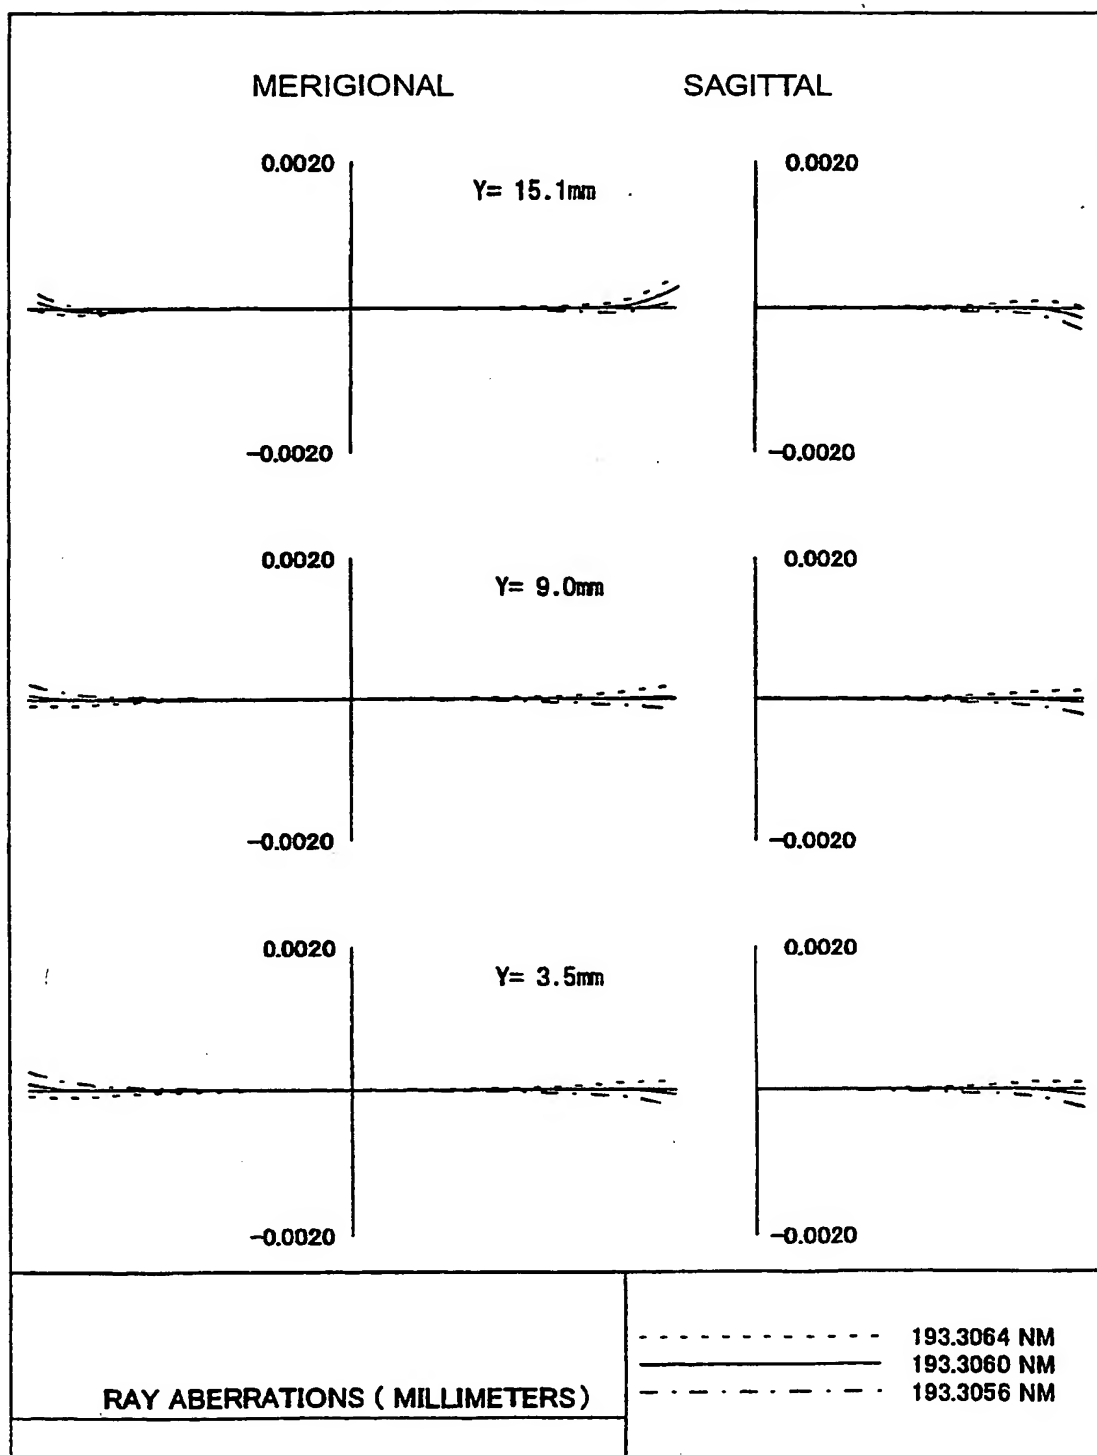 MERIGIONAL SAGITTAL
0.0020 0.0020
Y= 15.1mm
-0.0020 -0.0020
0.0020 0.0020
Y= 9.0mm
-0.0020 -0.0020
0.0020 0.0020
Y= 3.5mm
-0.0020 -0.0020
193.3064 NM
193.3060 NM
193.3056 NM
RAY ABERRATIONS ( MILLIMETERS )